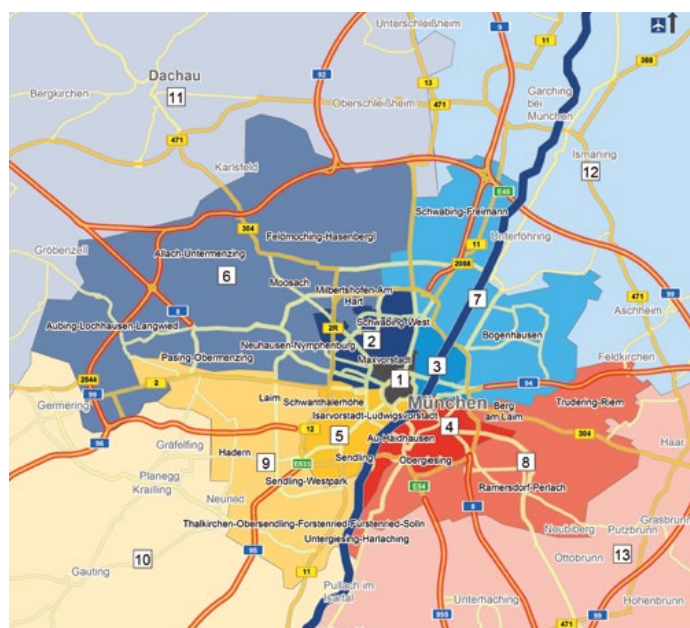 Unterschleißheim
9
11
388
92
Dachau
13
11
Bergkirchen
Oberschleißheim
471
Garching
bei
München
471
Ismaning
12
Karlsfeld
E45
Schwabing-Freimann
304
Feldmoching-Hasenbergl
11
Unterföhring
Gröbenzell
Allach-Untermenzing
2088
6
Moosach
7
471
99
8
Milbertshofen-Am
Hart
Aschheim
Aubing-Lochhausen-Langwied
2R
Schwabing-West
2
Bogenhausen
Neuhausen-Nymphenburg
Pasing-Obermenzing
Maxvorstadt
3
Feldkirchen
2544
2
1
94
99
Laim
Schwanthalerhöhe
München
Trudering-Riem
Germering
Isarvorstadt-Ludwigsvorstadt
Berg
am Laim
12
5
4
304
96
Gräfelfing
Au-Haidhausen
Haar
Hadern
Sendling
9
E533
Obergiesing
8
Planegg
Krailling
Sendling-Westpark
E54
Ramersdorf-Perlach
Neuried
8
Grasbrunn
Thalkirchen-Obersendling-Forstenried-Fürstenried-Solln
Neubiberg
Putzbrunn
Untergiesing-Harlaching
10
95
Ottobrunn
13
Gauting
11
Pullach im
Isartal
Unterhaching
Hohenbrunn
995
99
471